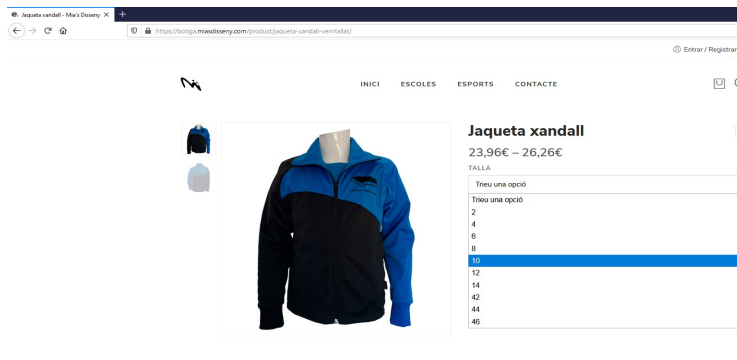 Jaqueta xandall - Mia's Disseny
https://botiga.miasdisseny.com/product/jaqueta-xandall-verntallat/
Entrar / Registrar
INICI ESCOLES ESPORTS CONTACTE
Jaqueta xandall
23,96€ – 26,26€
TALLA
Trieu una opció
Trieu una opció
2
4
6
8
10
12
14
42
44
46